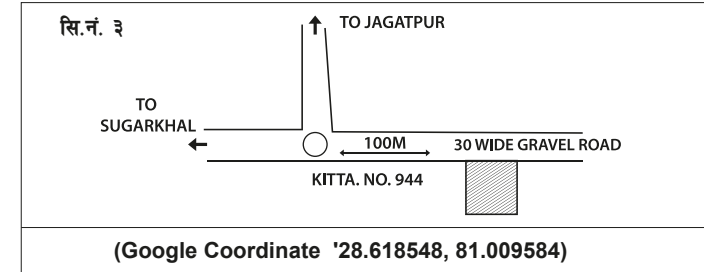 सि.नं. ३
TO JAGATPUR
TO
SUGARKHAL
100M
30 WIDE GRAVEL ROAD
KITTA. NO. 944
(Google Coordinate '28.618548, 81.009584)